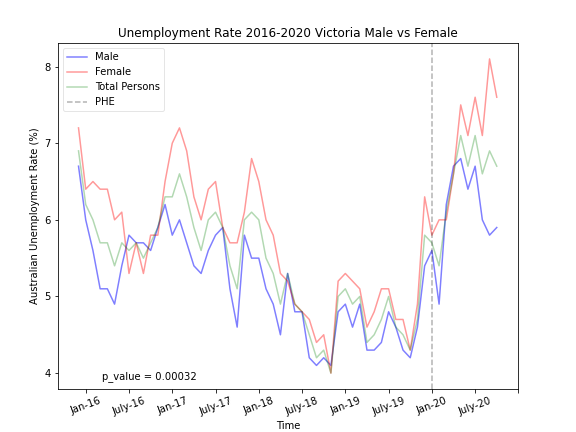 Unemployment Rate 2016-2020 Victoria Male vs Female
Male
Female
Total Persons
PHE
Australian Unemployment Rate (%)
8
7
6
5
4
p_value = 0.00032
Jan-16
July-16
Jan-17
July-17
Jan-18
July-18
Jan-19
July-19
Jan-20
July-20
Time